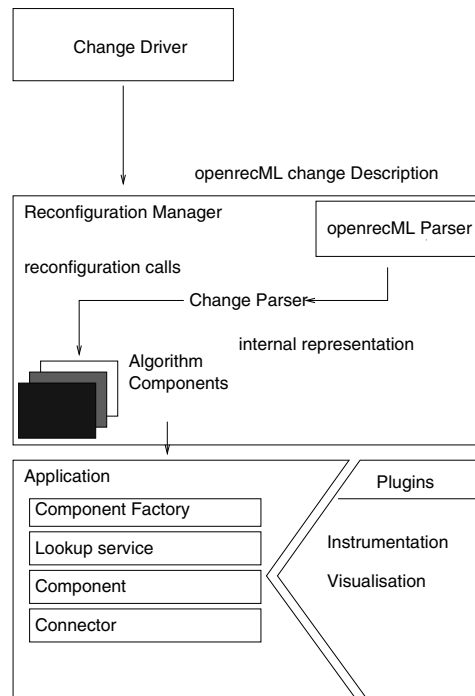 Change Driver
openrecML change Description
Reconfiguration Manager
openrecML Parser
reconfiguration calls
Change Parser
internal representation
Algorithm
Components
Application
Plugins
Component Factory
Lookup service
Instrumentation
Component
Visualisation
Connector